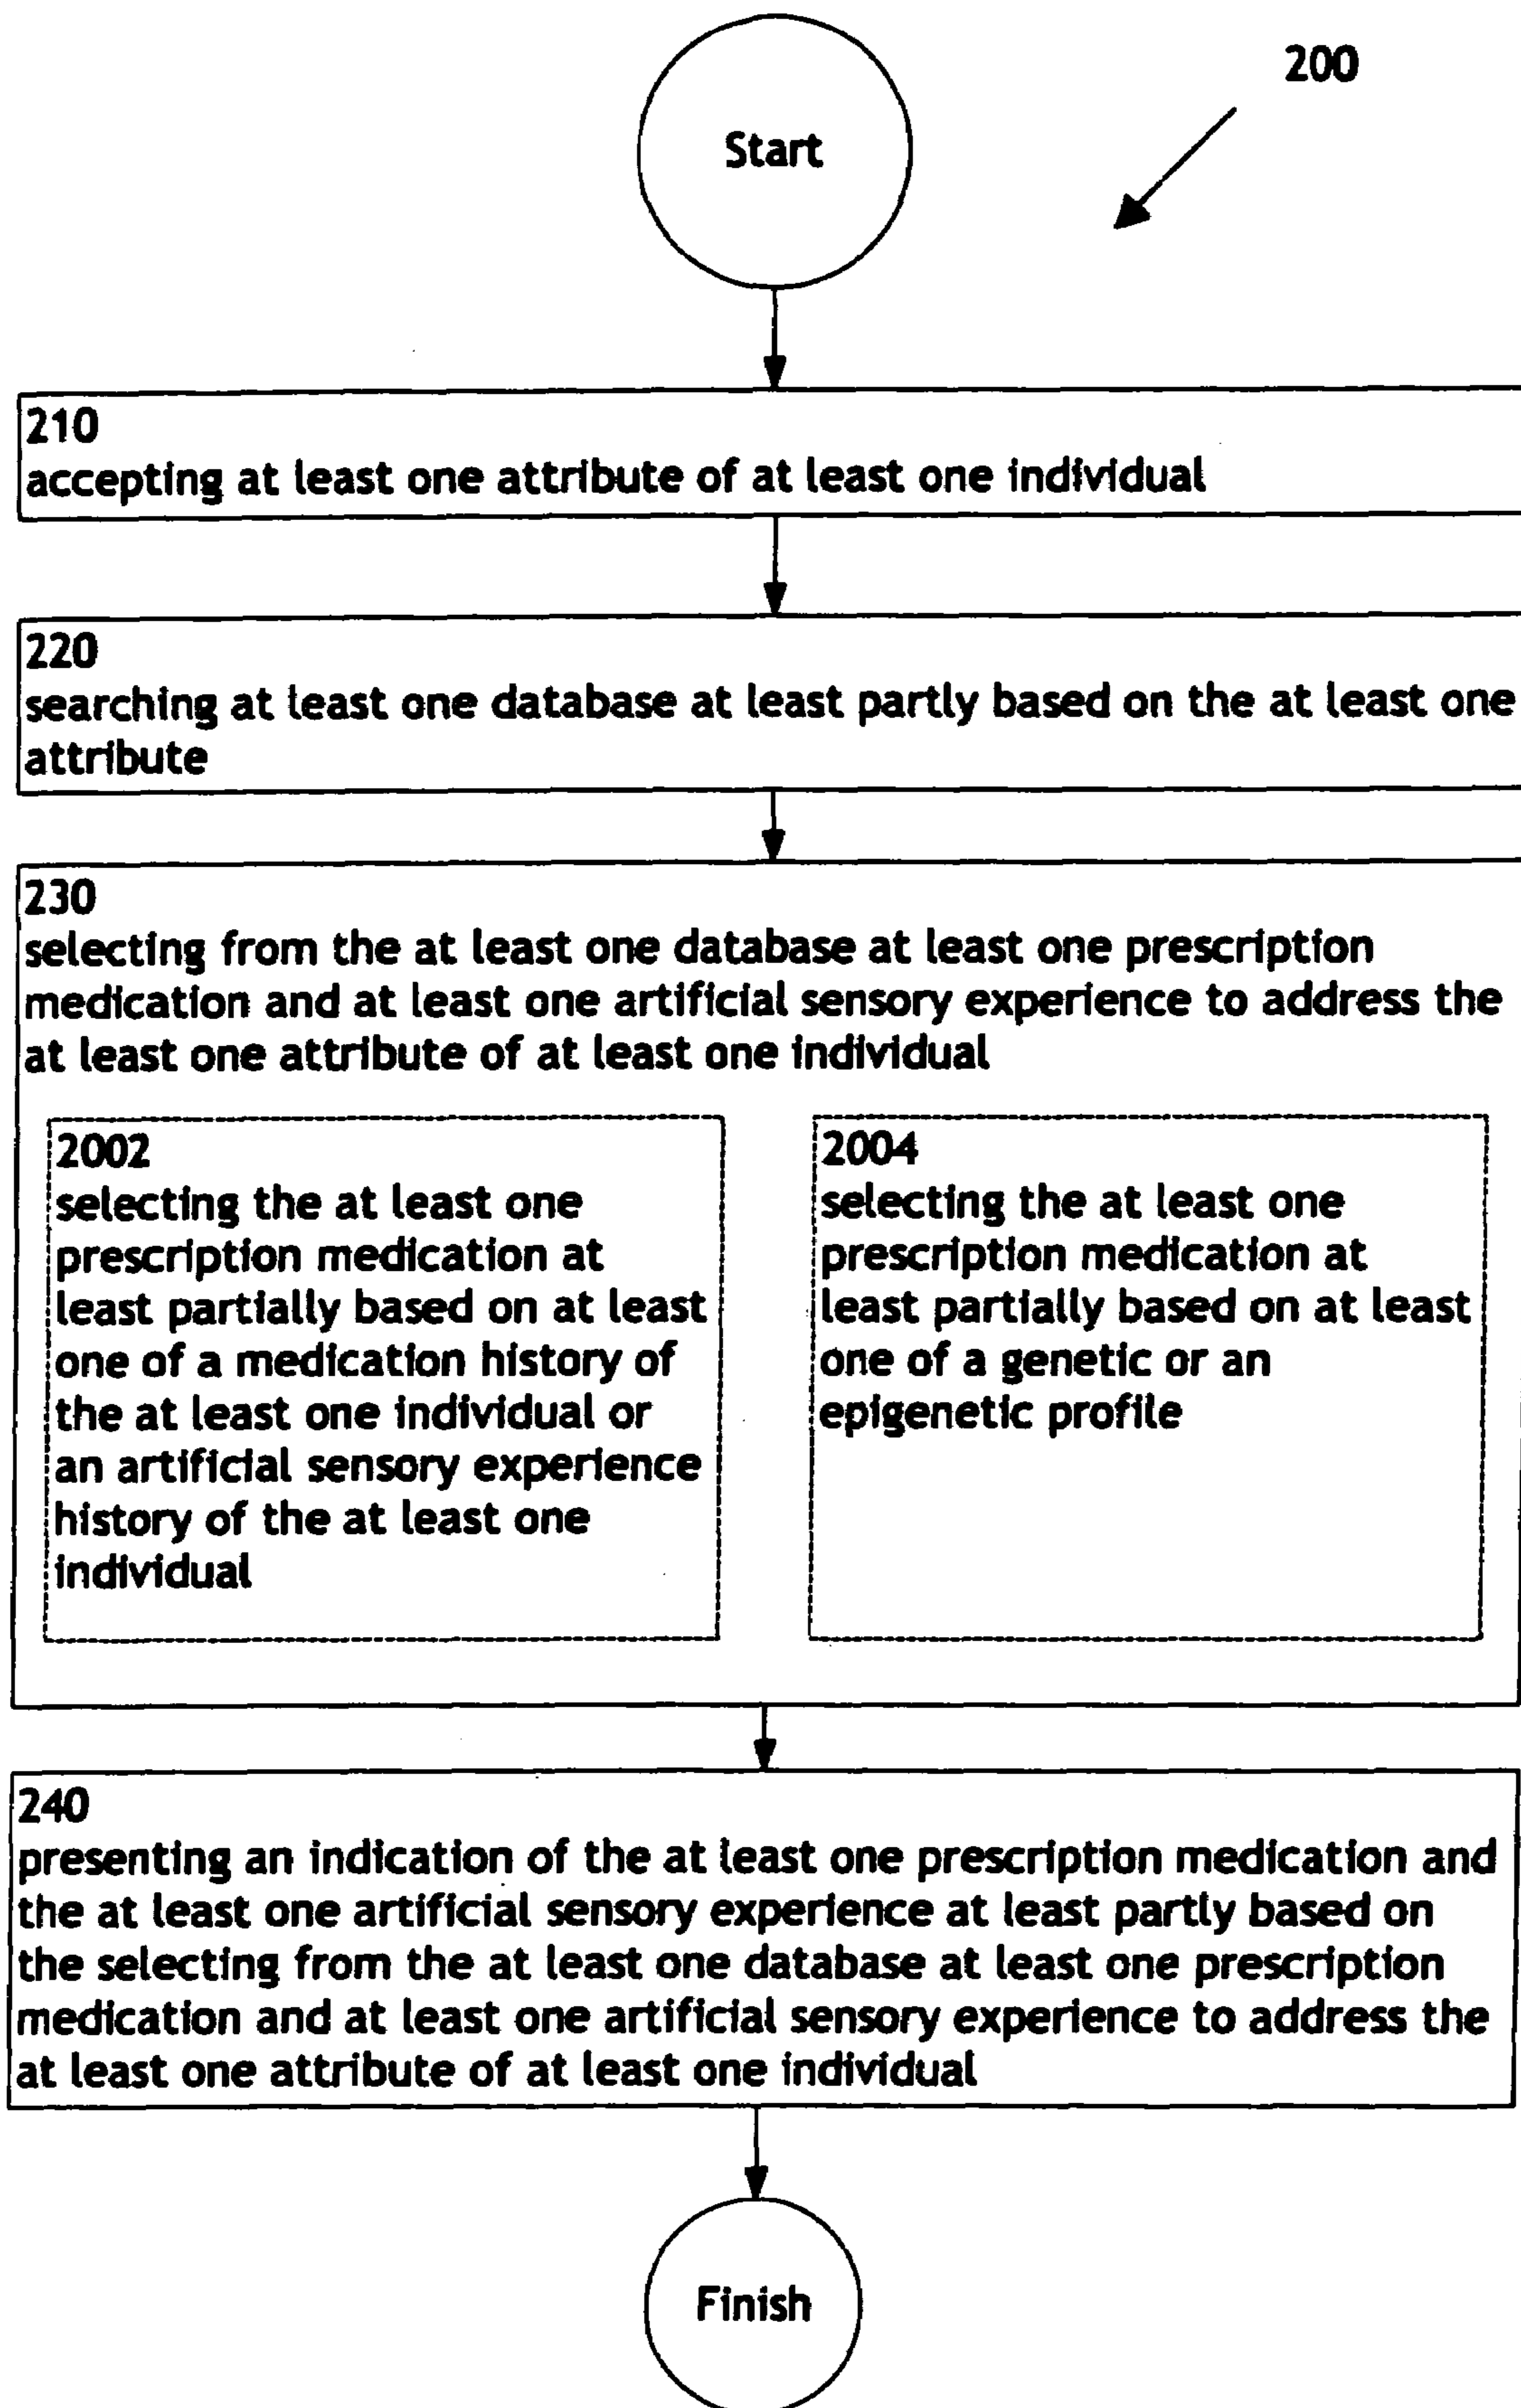 Start
200
210
accepting at least one attribute of at least one individual
220
searching at least one database at least partly based on the at least one
attribute
230
selecting from the at least one database at least one prescription
medication and at least one artificial sensory experience to address the
at least one attribute of at least one individual
2002
selecting the at least one
prescription medication at
least partially based on at least
one of a medication history of
the at least one individual or
an artificial sensory experience
history of the at least one
individual
2004
selecting the at least one
prescription medication at
least partially based on at least
one of a genetic or an
epigenetic profile
240
presenting an indication of the at least one prescription medication and
the at least one artificial sensory experience at least partly based on
the selecting from the at least one database at least one prescription
medication and at least one artificial sensory experience to address the
at least one attribute of at least one individual
Finish